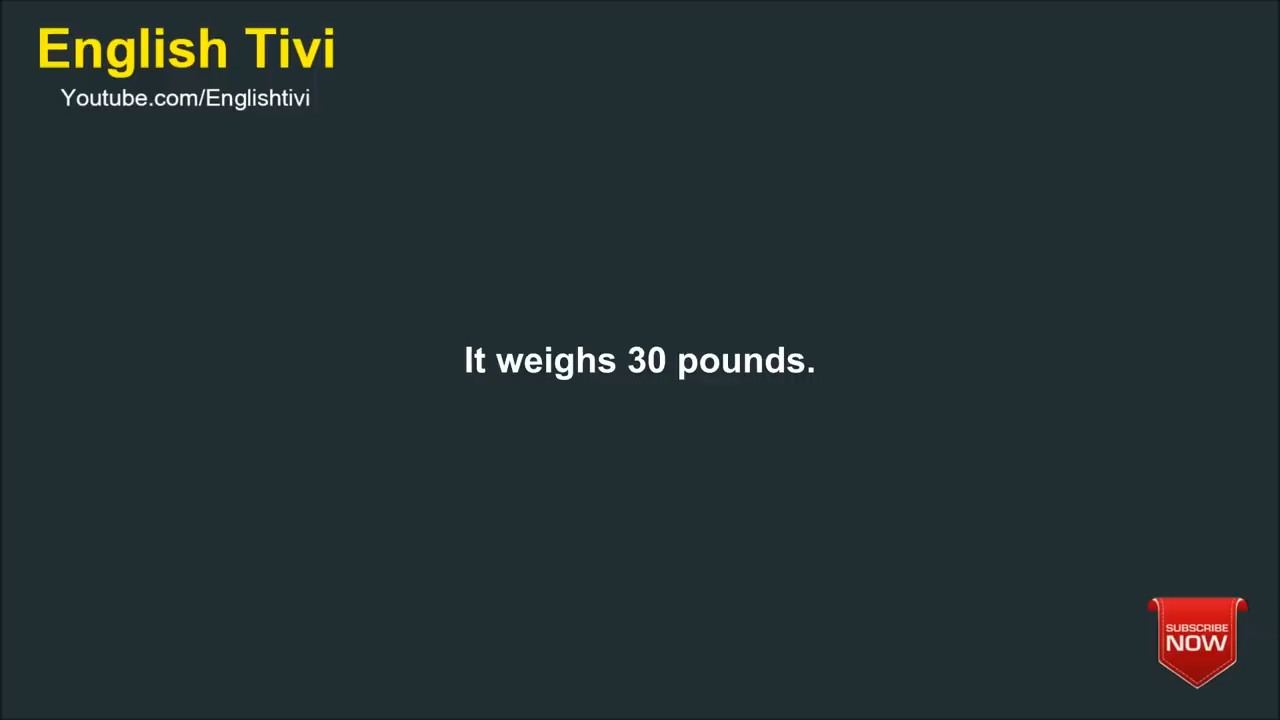 English Tivi
Youtube.com/Englishtivi
It weighs 30 pounds.
SUBSCRIBE
NOW